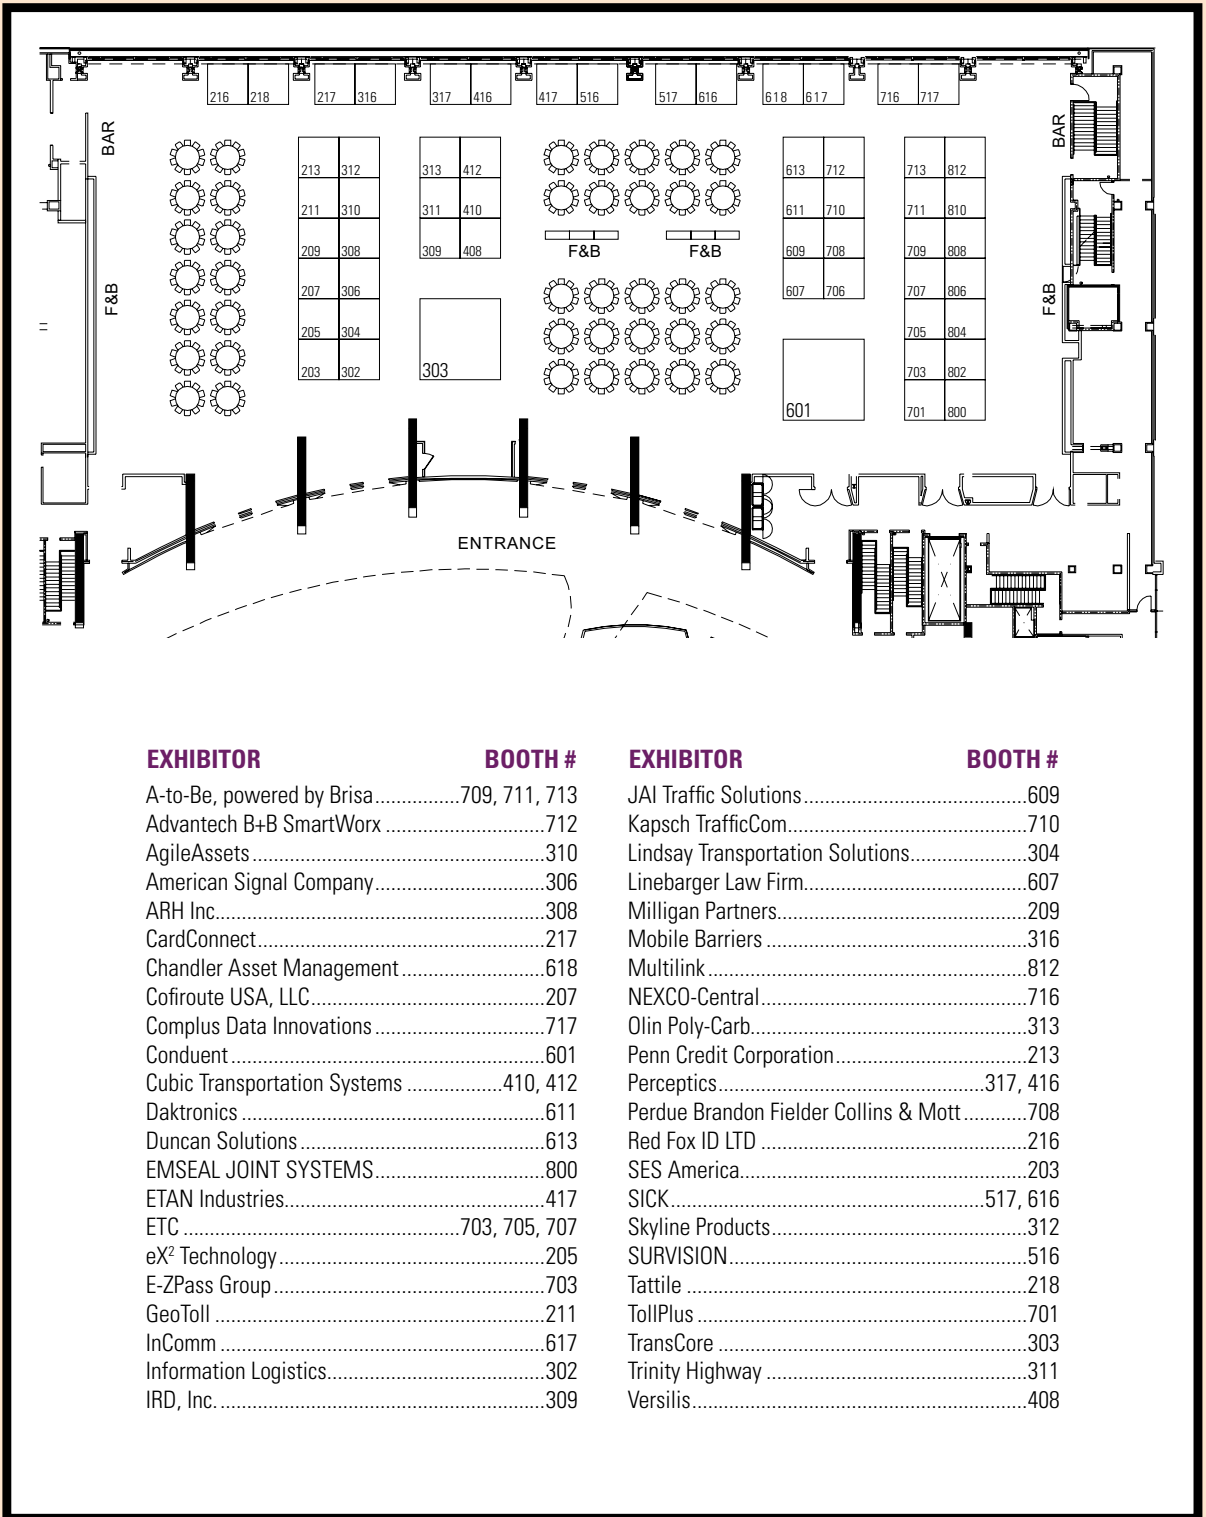 216 218 217 316 317 416 417 516 517 616 618 617 716 717
BAR
BAR
213 312 313 412 613 712 713 812
211 310 311 410 611 710 711 810
209 308 309 408 F&B F&B 609 708 709 808
F&B
F&B
207 306 607 706 707 806
205 304 705 804
203 302 303 703 802
601 701 800
ENTRANCE
X
EXHIBITOR BOOTH #
A-to-Be, powered by Brisa................709, 711, 713
Advantech B+B SmartWorx ..............................712
AgileAssets.......................................................310
American Signal Company................................306
ARH Inc..............................................................308
CardConnect......................................................217
Chandler Asset Management...........................618
Cofiroute USA, LLC............................................207
Complus Data Innovations................................717
Conduent...........................................................601
Cubic Transportation Systems ..................410, 412
Daktronics .........................................................611
Duncan Solutions..............................................613
EMSEAL JOINT SYSTEMS................................800
ETAN Industries.................................................417
ETC ....................................................703, 705, 707
eX² Technology..................................................205
E-ZPass Group...................................................703
GeoToll ..............................................................211
InComm .............................................................617
Information Logistics.........................................302
IRD, Inc. .............................................................309
EXHIBITOR BOOTH #
JAI Traffic Solutions..........................................609
Kapsch TrafficCom.............................................710
Lindsay Transportation Solutions......................304
Linebarger Law Firm..........................................607
Milligan Partners...............................................209
Mobile Barriers .................................................316
Multilink............................................................812
NEXCO-Central..................................................716
Olin Poly-Carb....................................................313
Penn Credit Corporation....................................213
Perceptics..................................................317, 416
Perdue Brandon Fielder Collins & Mott............708
Red Fox ID LTD ..................................................216
SES America......................................................203
SICK...........................................................517, 616
Skyline Products................................................312
SURVISION........................................................516
Tattile ................................................................218
TollPlus ..............................................................701
TransCore ..........................................................303
Trinity Highway .................................................311
Versilis...............................................................408